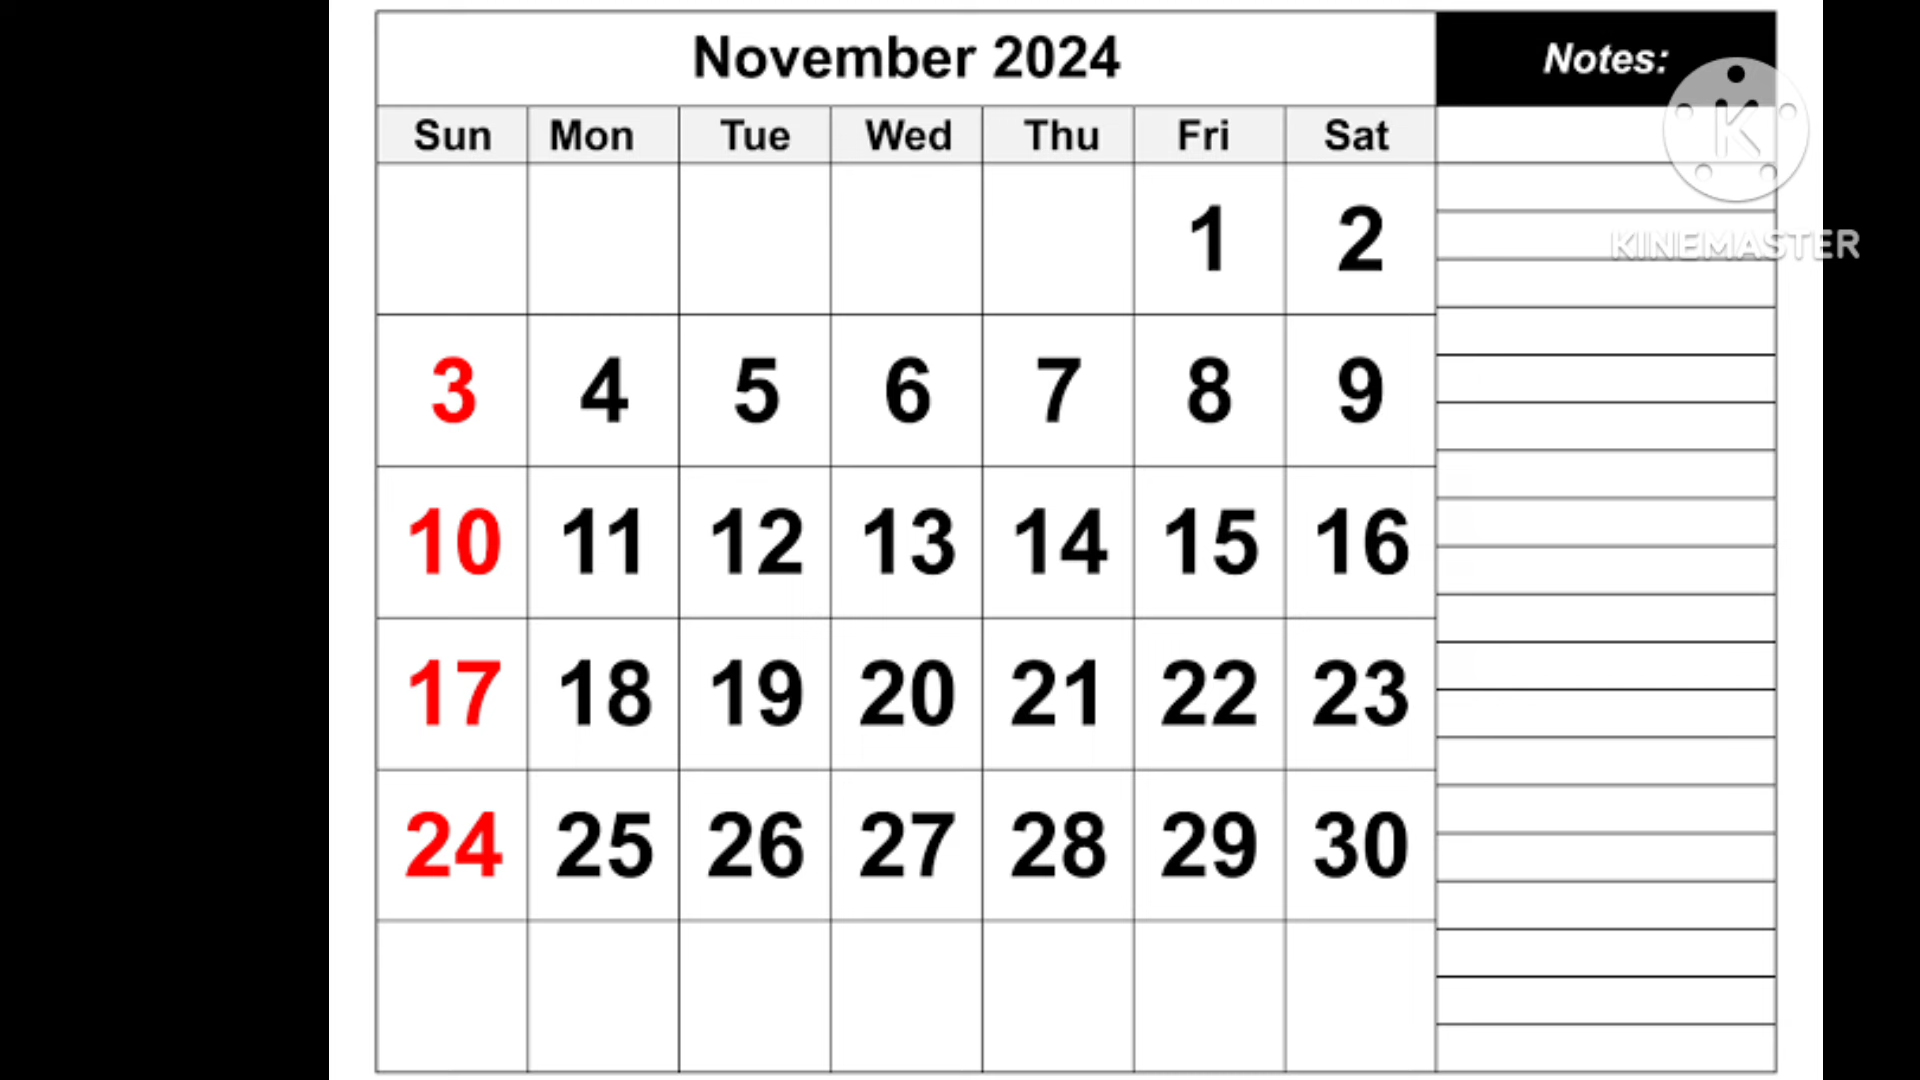 November 2024
Notes:
Sun Mon Tue Wed Thu Fri Sat
1 2
3 4 5 6 7 8 9
10 11 12 13 14 15 16
17 18 19 20 21 22 23
24 25 26 27 28 29 30
K
KINEMASTER